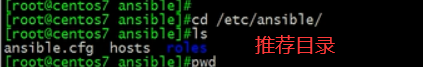 [root@centos7 ansible]#
[root@centos7 ansible]#cd /etc/ansible/
[root@centos7 ansible]#ls
ansible.cfg hosts roles 推荐目录
[root@centos7 ansible]#pwd